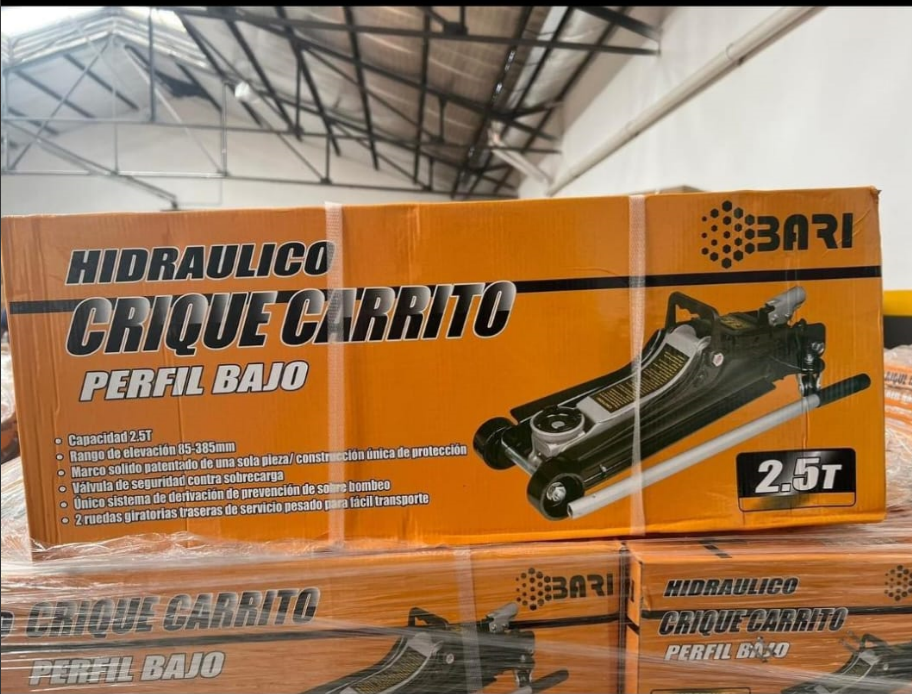 BARI
HIDRAULICO
CRIQUE CARRITO
PERFIL BAJO
• Capacidad 2.5T
• Rango de elevación 85-385mm
• Marco solido patentado de una sola pieza/ construcción única de protección
• Válvula de seguridad contra sobrecarga
• Único sistema de derivación de prevención de sobre bombeo
• 2 ruedas giratorias traseras de servicio pesado para fácil transporte
2.5T
CRIQUE CARRITO
PERFIL BAJO
BARI
HIDRAULICO
CRIQUE CARRITO
PERFIL BAJO